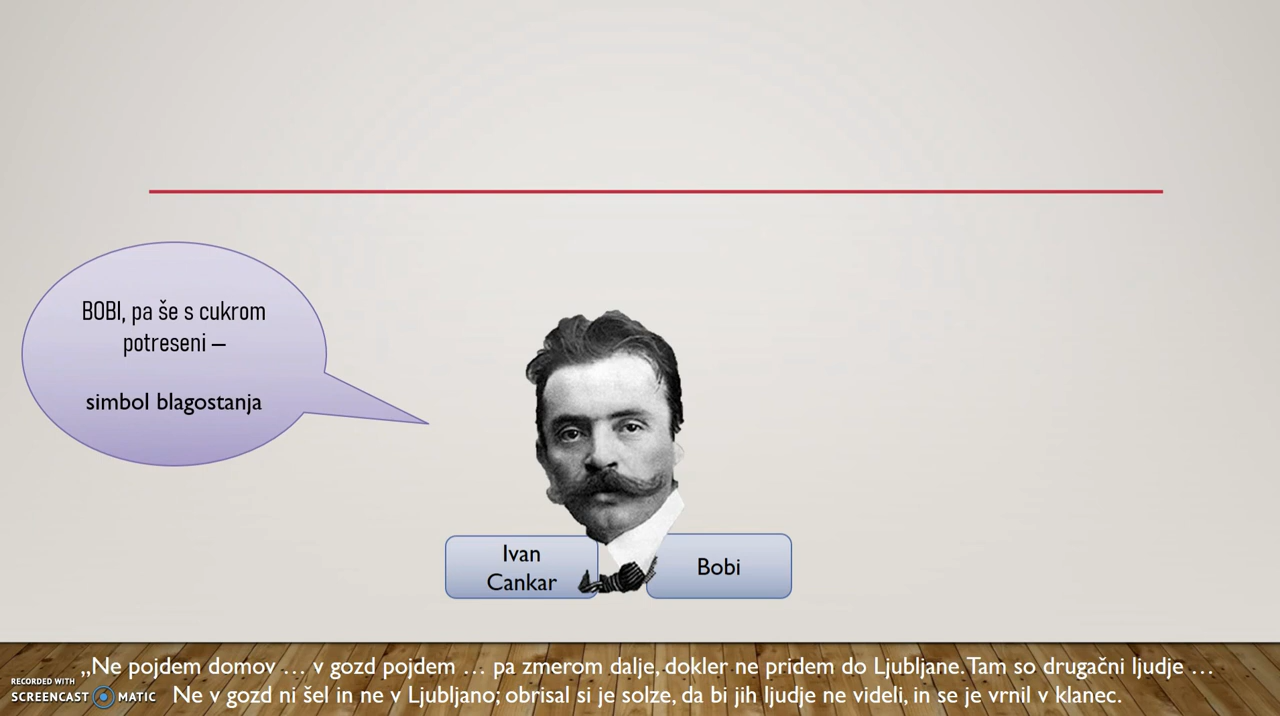 BOBI, pa še s cukrom
potreseni –
simbol blagostanja
Ivan
Cankar
Bobi
„Ne pojdem domov … v gozd pojdem … pa zmerom dalje, dokler ne pridem do Ljubljane. Tam so drugačni ljudje …
Ne v gozd ni šel in ne v Ljubljano; obrisal si je solze, da bi jih ljudje ne videli, in se je vrnil v klanec.
RECORDED WITH
SCREENCAST MATIC